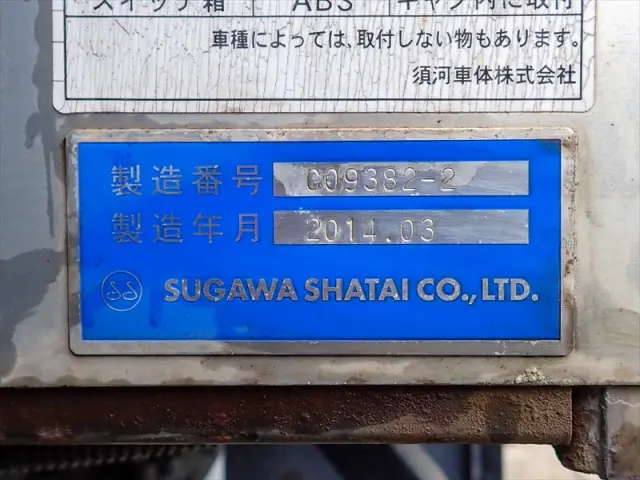 スイッチ箱 ABS キャブ内に取付
車種によっては、取付しない物もあります。
須河車体株式会社
製造番号 C09382-2
製造年月 2014.03
SUGAWA SHATAI CO., LTD.